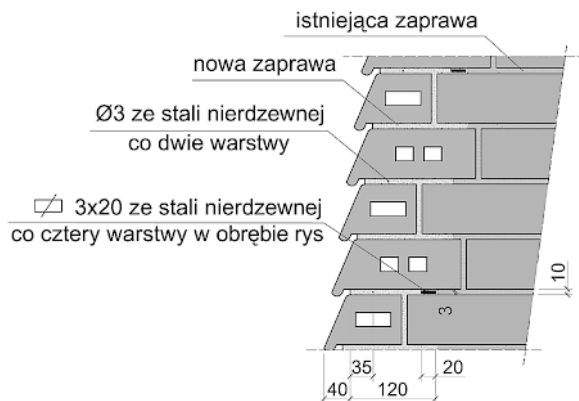 istniejąca zaprawa
nowa zaprawa
Ø3 ze stali nierdzewnej
co dwie warstwy
3x20 ze stali nierdzewnej
co cztery warstwy w obrębie rys
10
3
35
20
40
120